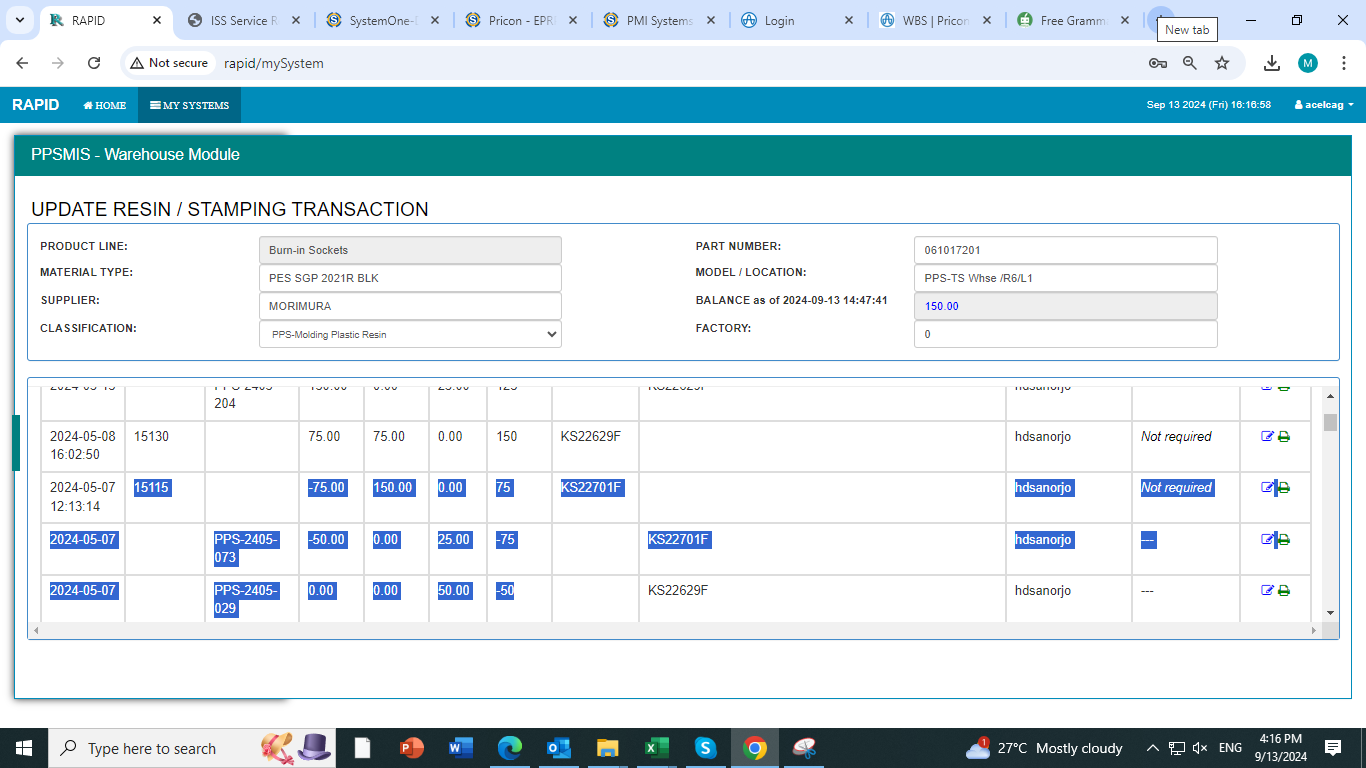 RAPID
ISS Service R
SystemOne-
Pricon - EPR
PMI Systems
Login
WBS | Pricon
Free Gramm
New tab
Not secure
rapid/mySystem
M
RAPID
HOME
MY SYSTEMS
Sep 13 2024 (Fri) 16:16:58
acelcag
PPSMIS - Warehouse Module
UPDATE RESIN / STAMPING TRANSACTION
PRODUCT LINE:
Burn-in Sockets
PART NUMBER:
061017201
MATERIAL TYPE:
PES SGP 2021R BLK
MODEL / LOCATION:
PPS-TS Whse /R6/L1
SUPPLIER:
MORIMURA
BALANCE as of 2024-09-13 14:47:41
150.00
CLASSIFICATION:
PPS-Molding Plastic Resin
FACTORY:
0
204
2024-05-08 15130 75.00 75.00 0.00 150 KS22629F hdsanorjo Not required
16:02:50
2024-05-07 15115 -75.00 150.00 0.00 75 KS22701F hdsanorjo Not required
12:13:14
2024-05-07 PPS-2405- -50.00 0.00 25.00 -75 KS22701F hdsanorjo ---
073
2024-05-07 PPS-2405- 0.00 0.00 50.00 -50 KS22629F hdsanorjo ---
029
Type here to search
1
27°C Mostly cloudy
ENG
4:16 PM
9/13/2024